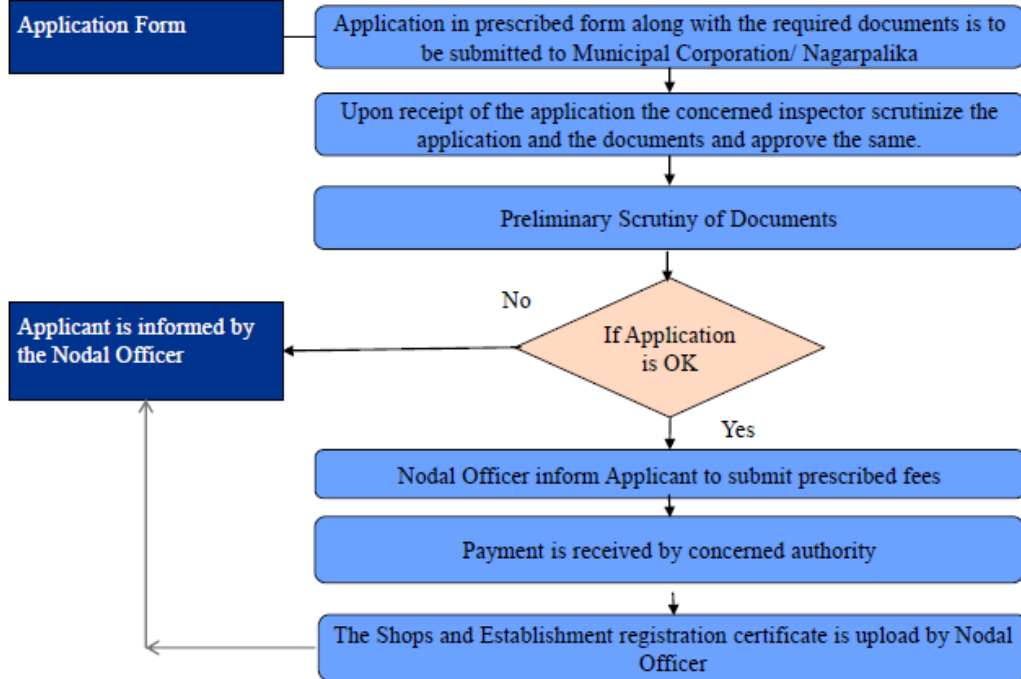 Application Form
Application in prescribed form along with the required documents is to
be submitted to Municipal Corporation/ Nagarpalika
Upon receipt of the application the concerned inspector scrutinize the
application and the documents and approve the same.
Preliminary Scrutiny of Documents
No
If Application
is OK
Applicant is informed by
the Nodal Officer
Yes
Nodal Officer inform Applicant to submit prescribed fees
Payment is received by concerned authority
The Shops and Establishment registration certificate is upload by Nodal
Officer